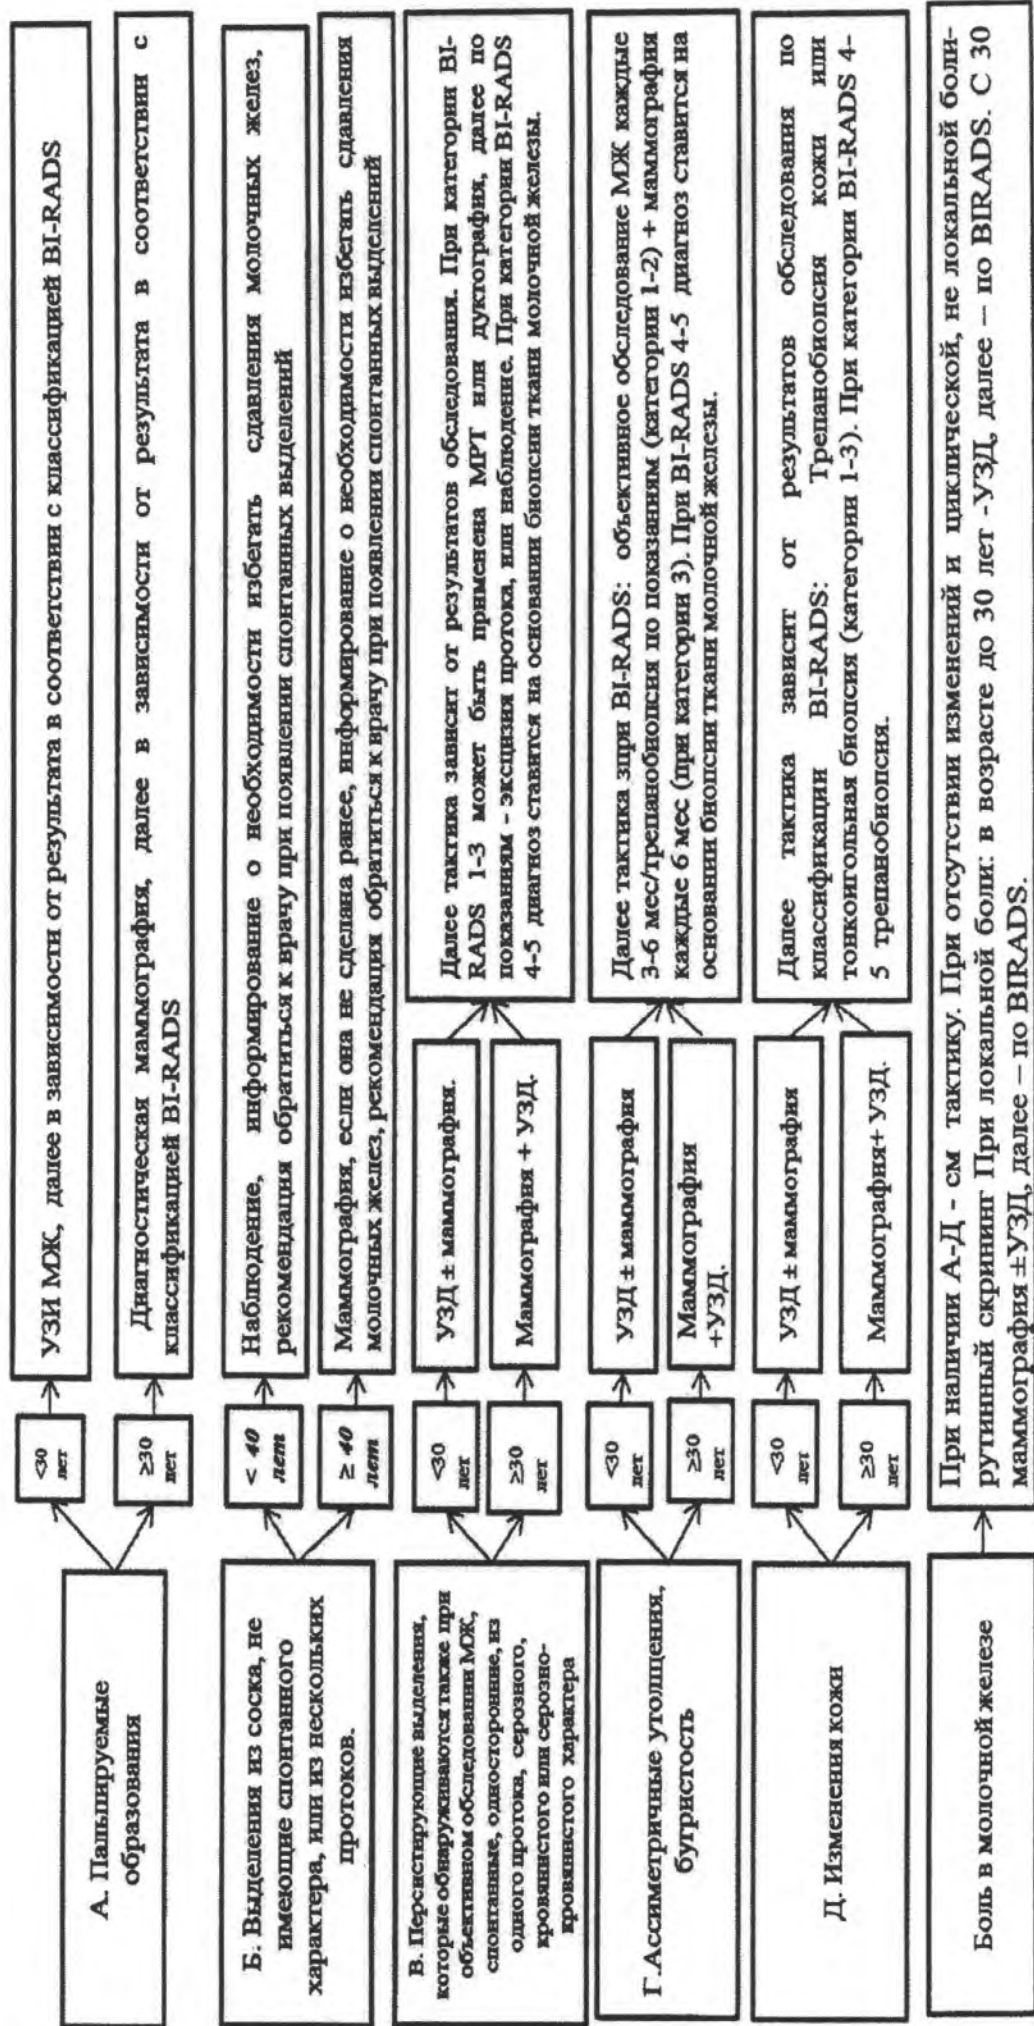 А. Пальпируемые
образования
<30
лет
УЗИ МЖ, далее в зависимости от результата в соответствии с классификацией BI-RADS
≥30
лет
Диагностическая маммография, далее в зависимости от результата в соответствии с
классификацией BI-RADS
Б. Выделения из соска, не
имеющие спонтанного
характера, или из нескольких
протоков.
< 40
лет
Наблюдение, информирование о необходимости избегать сдавления молочных желез,
рекомендация обратиться к врачу при появлении спонтанных выделений
≥ 40
лет
Маммография, если она не сделана ранее, информирование о необходимости избегать сдавления
молочных желез, рекомендация обратиться к врачу при появлении спонтанных выделений
В. Персистирующие выделения,
которые обнаруживаются также при
объективном обследовании МЖ,
спонтанные, односторонние, из
одного протока, серозного,
кровянистого или серозно-
кровянистого характера
<30
лет
УЗД ± маммография.
≥30
лет
Маммография + УЗД.
Далее тактика зависит от результатов обследования. При категории BI-
RADS 1-3 может быть применена МРТ или дуктография, далее по
показаниям - эксцизия протока, или наблюдение. При категории BI-RADS
4-5 диагноз ставится на основании биопсии ткани молочной железы.
Г.Ассиметричные утолщения,
бугристость
<30
лет
УЗД ± маммография
≥30
лет
Маммография
+УЗД.
Далее тактика зпри BI-RADS: объективное обследование МЖ каждые
3-6 мес/трепанобиопсия по показаниям (категории 1-2) + маммография
каждые 6 мес (при категории 3). При BI-RADS 4-5 диагноз ставится на
основании биопсии ткани молочной железы.
Д. Изменения кожи
<30
лет
УЗД ± маммография
≥30
лет
Маммография+ УЗД.
Далее тактика зависит от результатов обследования по
классификации BI-RADS: Трепанобиопсия кожи или
тонкоигольная биопсия (категории 1-3). При категории BI-RADS 4-
5 трепанобиопсия.
Боль в молочной железе
При наличии А-Д - см тактику. При отсутствии изменений и циклической, не локальной боли-
рутинный скрининг При локальной боли: в возрасте до 30 лет -УЗД, далее – по BIRADS. С 30
маммография ±УЗД, далее – по BIRADS.